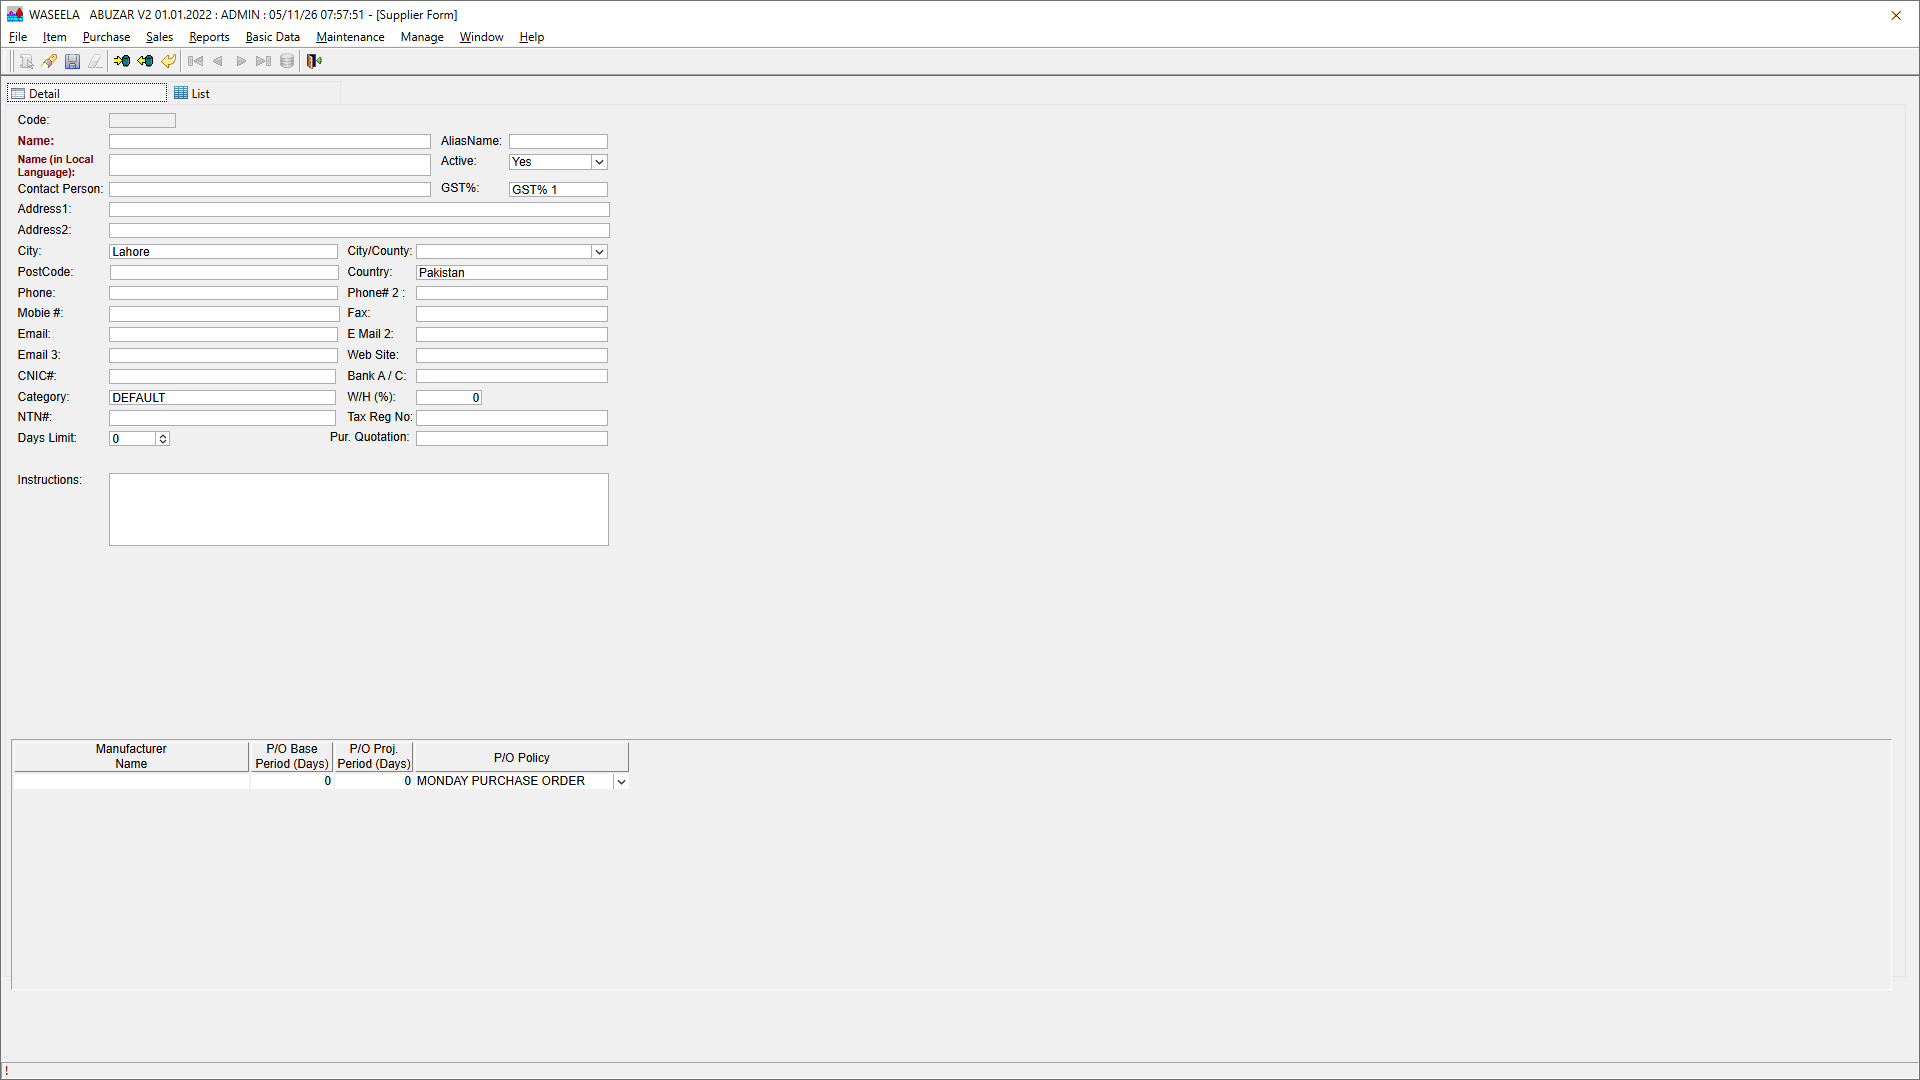 WASEELA ABUZAR V2 01.01.2022 : ADMIN : 05/11/26 07:57:51 - [Supplier Form]
File Item Purchase Sales Reports Basic Data Maintenance Manage Window Help
Detail List
Code:
Name: AliasName:
Name (in Local Language): Active: Yes
Contact Person: GST%: GST% 1
Address1:
Address2:
City: Lahore City/County:
PostCode: Country: Pakistan
Phone: Phone# 2 :
Mobie #: Fax:
Email: E Mail 2:
Email 3: Web Site:
CNIC#: Bank A / C:
Category: DEFAULT W/H (%): 0
NTN#: Tax Reg No:
Days Limit: 0 Pur. Quotation:
Instructions:
Manufacturer Name P/O Base Period (Days) P/O Proj. Period (Days) P/O Policy
0 0 MONDAY PURCHASE ORDER
!